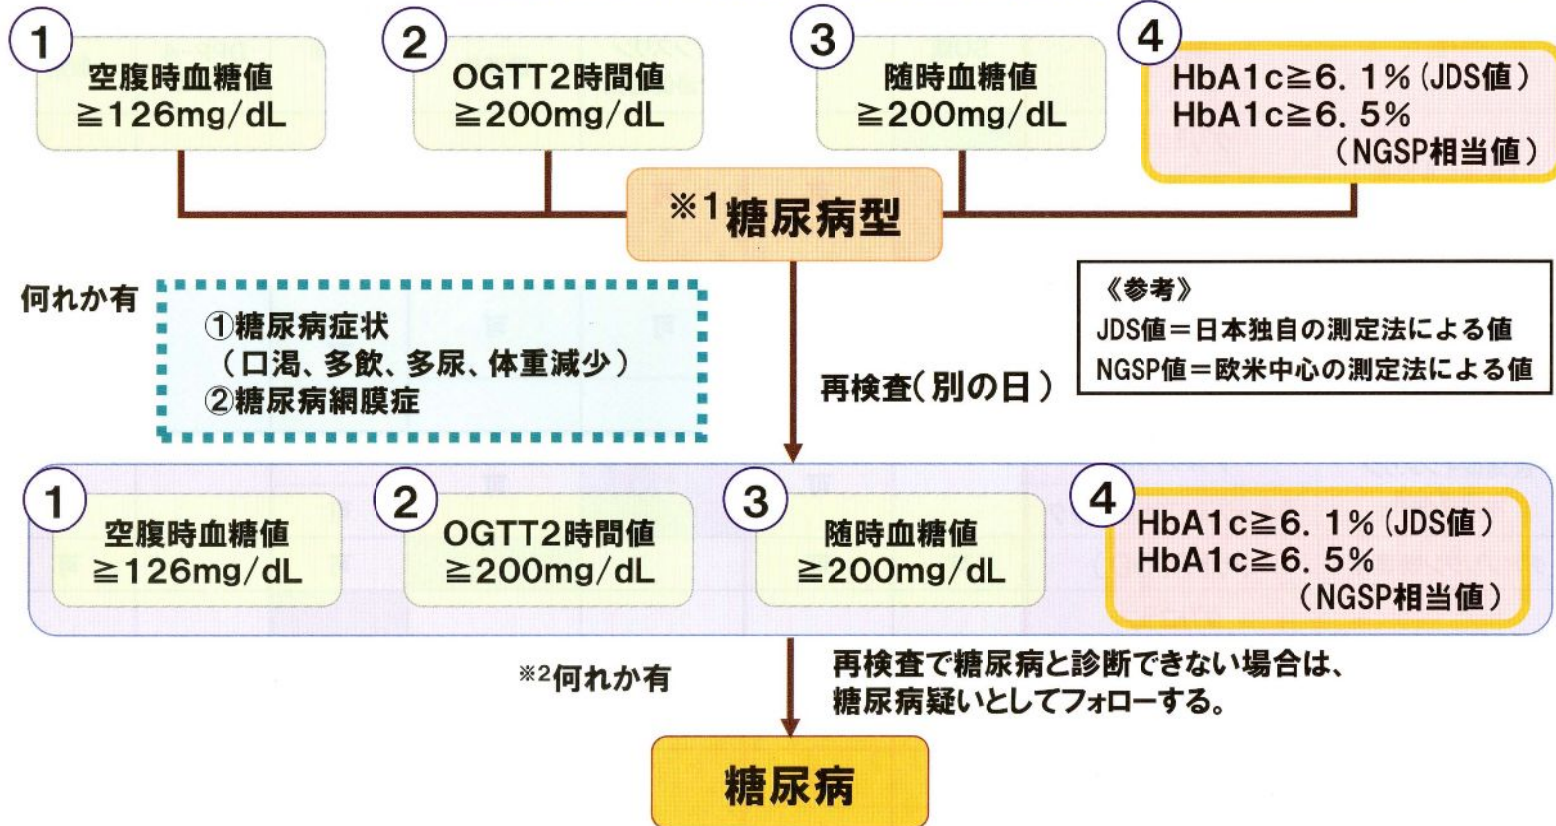 ①
空腹時血糖値
≧126mg/dL
②
OGTT2時間値
≧200mg/dL
③
随時血糖値
≧200mg/dL
④
HbA1c≧6. 1% (JDS値)
HbA1c≧6. 5%
(NGSP相当値)
※1糖尿病型
何れか有
①糖尿病症状
(口渇、多飲、多尿、体重減少)
②糖尿病網膜症
再検査(別の日)
《参考》
JDS値=日本独自の測定法による値
NGSP値=欧米中心の測定法による値
①
空腹時血糖値
≧126mg/dL
②
OGTT2時間値
≧200mg/dL
③
随時血糖値
≧200mg/dL
④
HbA1c≧6. 1% (JDS値)
HbA1c≧6. 5%
(NGSP相当値)
※2何れか有
再検査で糖尿病と診断できない場合は、
糖尿病疑いとしてフォローする。
糖尿病